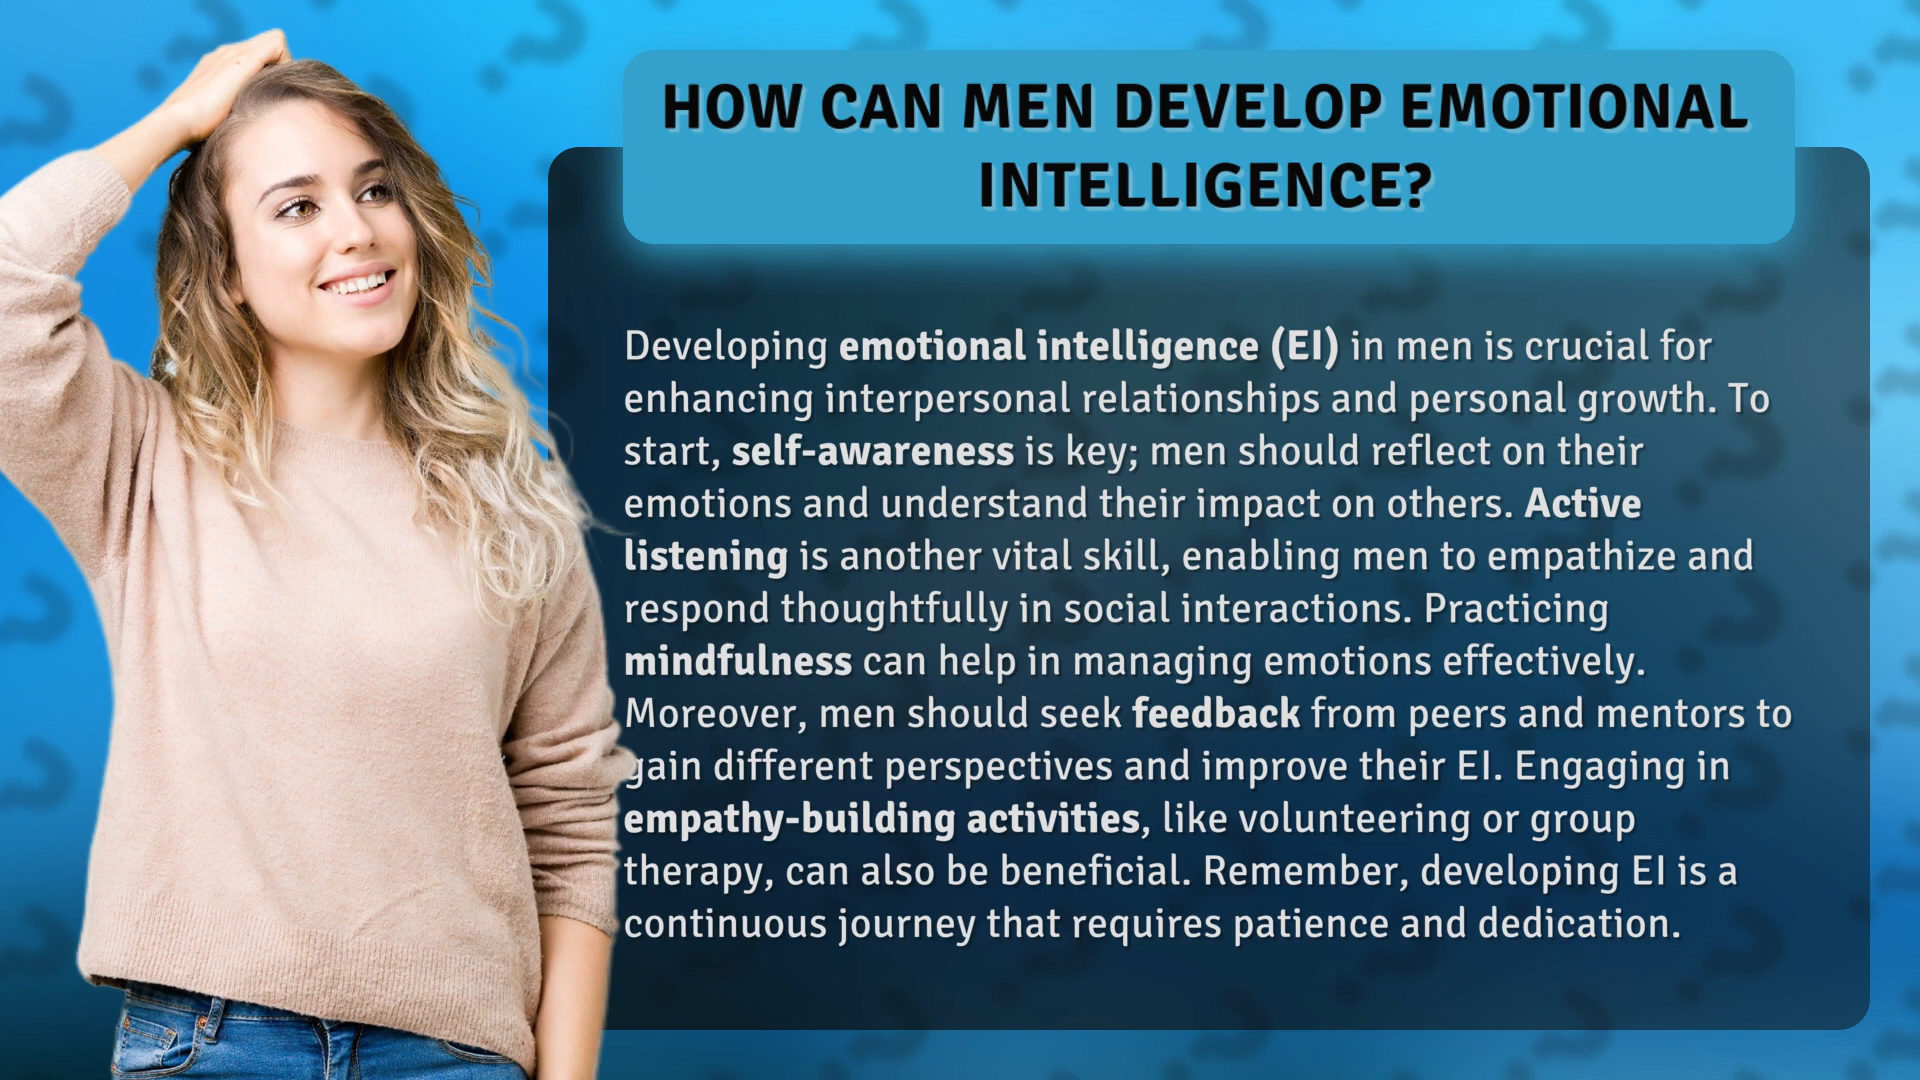 HOW CAN MEN DEVELOP EMOTIONAL
INTELLIGENCE?
Developing emotional intelligence (EI) in men is crucial for
enhancing interpersonal relationships and personal growth. To
start, self-awareness is key; men should reflect on their
emotions and understand their impact on others. Active
listening is another vital skill, enabling men to empathize and
respond thoughtfully in social interactions. Practicing
mindfulness can help in managing emotions effectively.
Moreover, men should seek feedback from peers and mentors to
gain different perspectives and improve their EI. Engaging in
empathy-building activities, like volunteering or group
therapy, can also be beneficial. Remember, developing EI is a
continuous journey that requires patience and dedication.